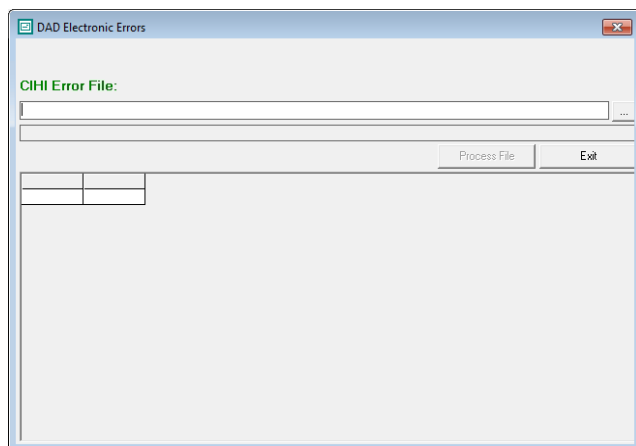 DAD Electronic Errors
CIHI Error File:
...
Process File Exit